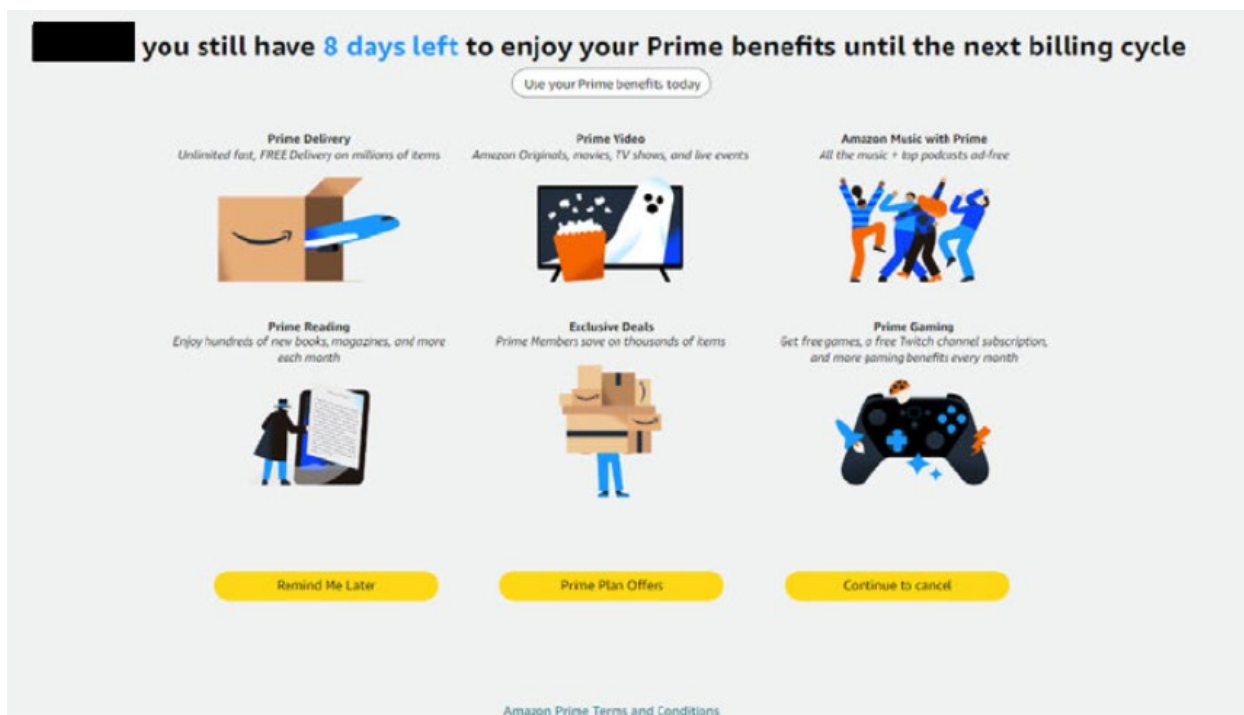 you still have 8 days left to enjoy your Prime benefits until the next billing cycle
Use your Prime benefits today
Prime Delivery
Unlimited fast, FREE Delivery on millions of items
Prime Video
Amazon Originals, movies, TV shows, and live events
Amazon Music with Prime
All the music + top podcasts ad-free
Prime Reading
Enjoy hundreds of new books, magazines, and more
each month
Exclusive Deals
Prime Members save on thousands of items
Prime Gaming
Get free games, a free Twitch channel subscription,
and more gaming benefits every month
Remind Me Later
Prime Plan Offers
Continue to cancel
Amazon Prime Terms and Conditions